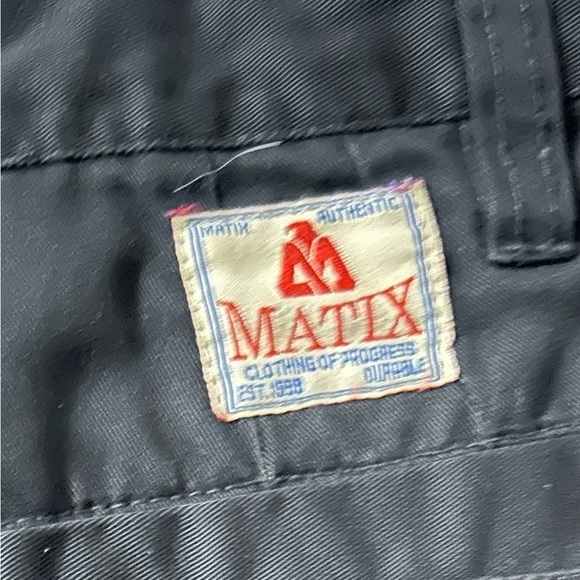 MATIX AUTHENTIC
MATIX
CLOTHING OF PROGRESS
EST. 1998 DURABLE